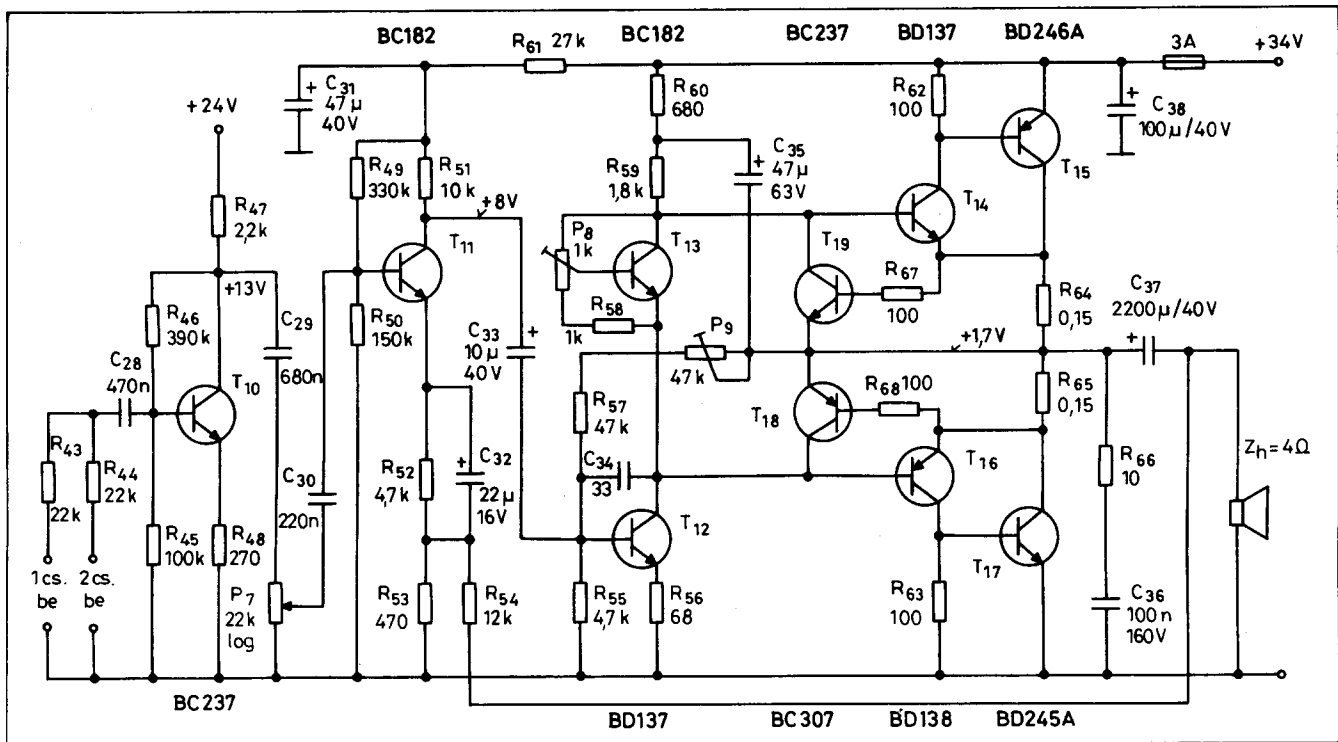 BC182
BC182
BC237
BD137
BD246A
R61 27k
3A
+34V
C31
47µ
40V
R60
680
R62
100
C38
100µ/40V
+24V
R49
330k
R51
10k
R59
1,8k
C35
47µ
63V
T15
+8V
T14
R47
2,2k
T11
P8
1k
T13
T19
+13V
R67
100
C37
2200µ/40V
R46
390k
R50
150k
R58
1k
P9
47k
R64
0,15
C29
680n
C33
10µ
40V
+1,7V
C28
470n
T10
R68 100
R65
0,15
R57
47k
T18
R43
22k
R44
22k
C30
220n
R52
4,7k
C32
22µ
16V
C34
33
T16
R66
10
Zh=4Ω
R45
100k
R48
270
T12
T17
1cs.
be
2cs.
be
P7
22k
log
R53
470
R54
12k
R55
4,7k
R56
68
R63
100
C36
100n
160V
BC237
BD137
BC307
BD138
BD245A